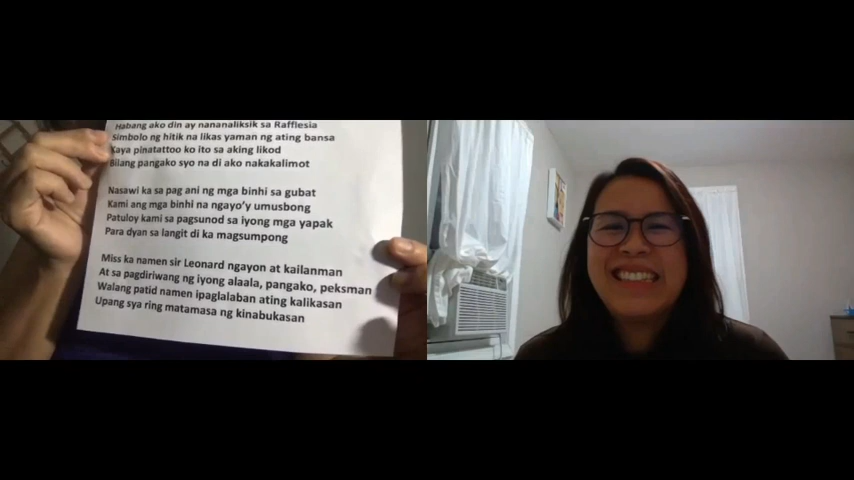 Habang ako din ay nananaliksik sa Rafflesia
Simbolo ng hitik na likas yaman ng ating bansa
Kaya pinatattoo ko ito sa aking likod
Bilang pangako syo na di ako nakakalimot
Nasawi ka sa pag ani ng mga binhi sa gubat
Kami ang mga binhi na ngayo’y umusbong
Patuloy kami sa pagsunod sa iyong mga yapak
Para dyan sa langit di ka magsumpong
Miss ka namen sir Leonard ngayon at kailanman
At sa pagdiriwang ng iyong alaala, pangako, peksman
Walang patid namen ipaglalaban ating kalikasan
Upang sya ring matamasa ng kinabukasan